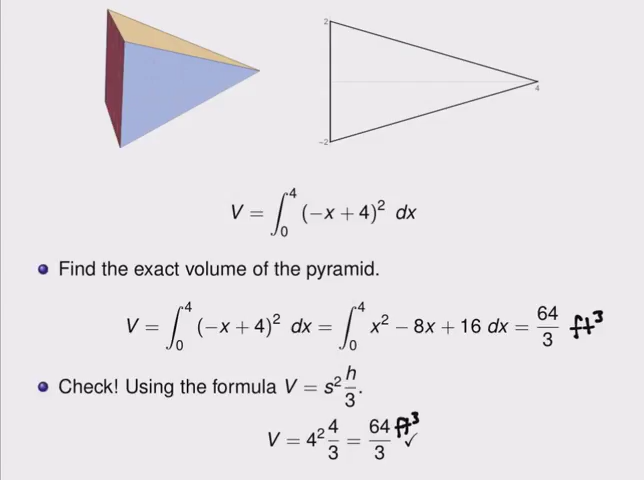 2
4
−2
V = ∫₀⁴ (−x + 4)² dx
Find the exact volume of the pyramid.
V = ∫₀⁴ (−x + 4)² dx = ∫₀⁴ x² − 8x + 16 dx = 64/3 ft³
Check! Using the formula V = s² h/3.
V = 4² 4/3 = 64/3 ft³ ✓